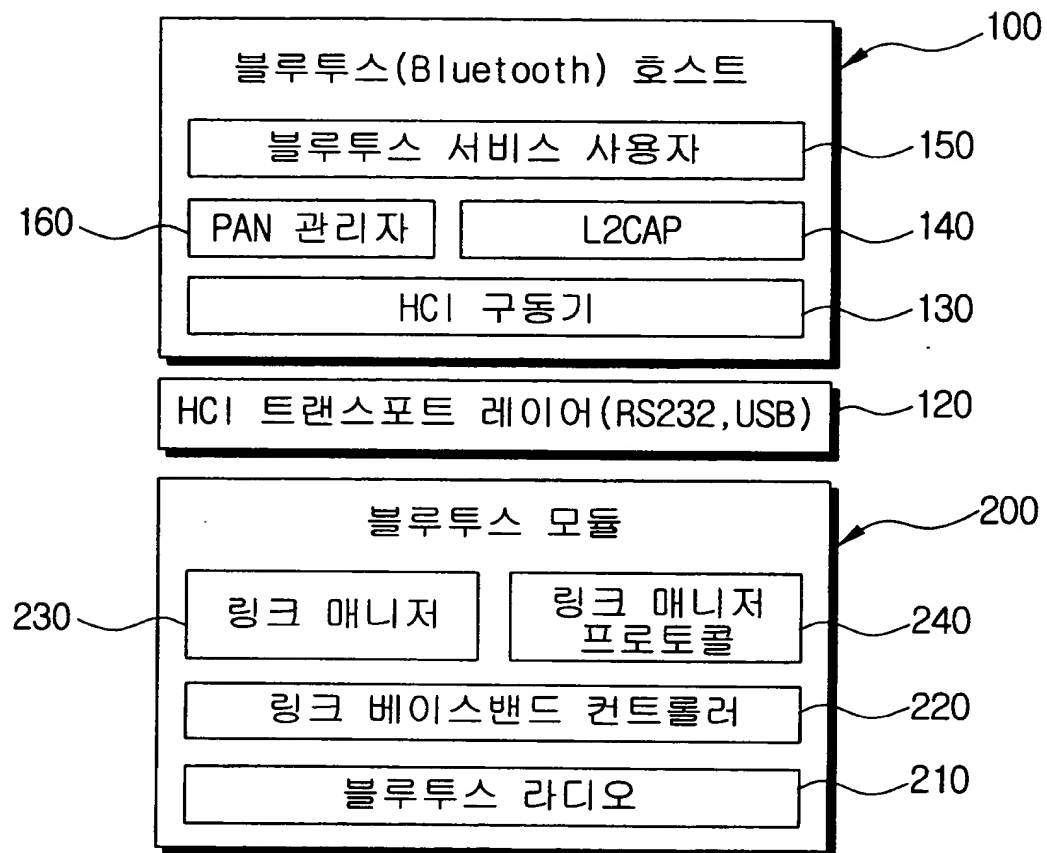 블루투스(Bluetooth) 호스트
100
블루투스 서비스 사용자
150
160
PAN 관리자
L2CAP
140
HCI 구동기
130
HCI 트랜스포트 레이어(RS232,USB)
120
블루투스 모듈
200
230
링크 매니저
링크 매니저
프로토콜
240
링크 베이스밴드 컨트롤러
220
블루투스 라디오
210